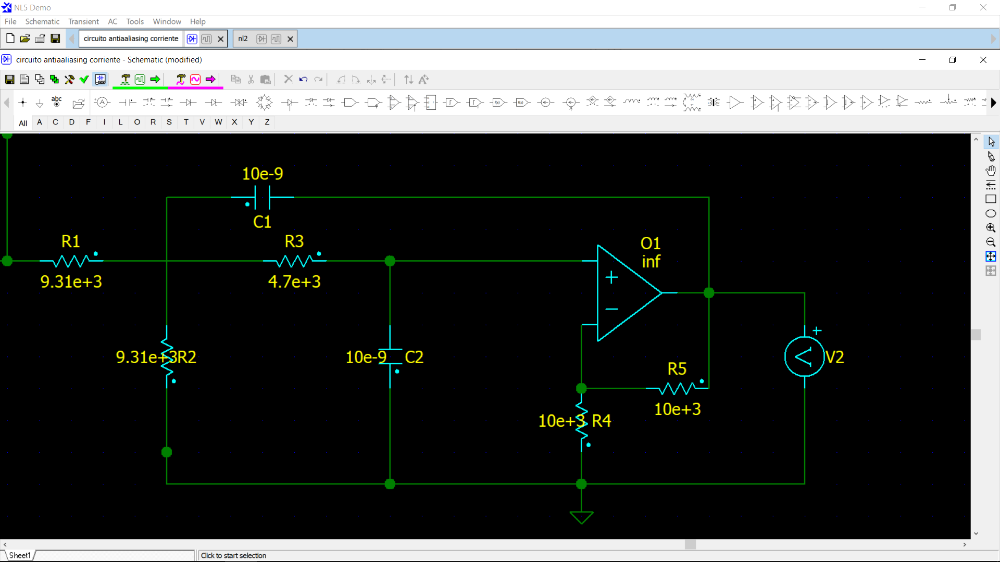 NL5 Demo
File Schematic Transient AC Tools Window Help
circuito antiaaliasing corriente nl2
circuito antiaaliasing corriente - Schematic (modified)
abc
All A C D F I L O R S T V W X Y Z
10e-9
C1
R1
9.31e+3
R3
4.7e+3
O1
inf
+
−
9.31e+3 R2
10e-9 C2
+
V2
R5
10e+3
10e+3 R4
Sheet1
Click to start selection